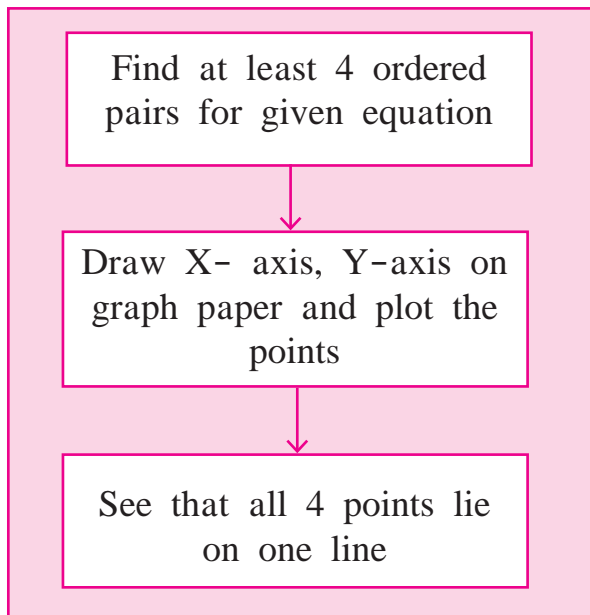 Find at least 4 ordered
pairs for given equation
Draw X- axis, Y-axis on
graph paper and plot the
points
See that all 4 points lie
on one line